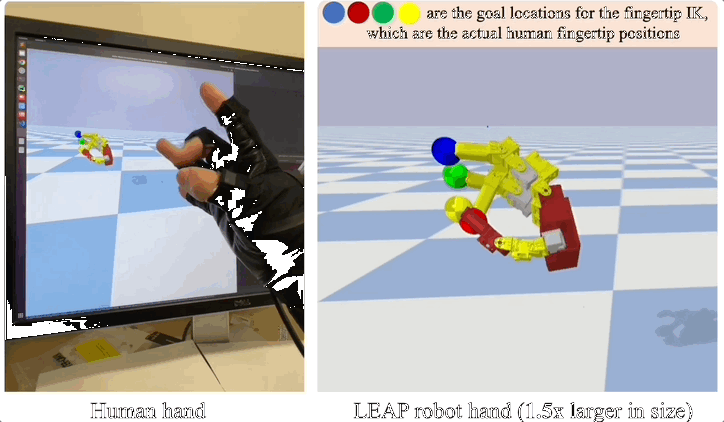 are the goal locations for the fingertip IK,
which are the actual human fingertip positions
DELL
Human hand
LEAP robot hand (1.5x larger in size)